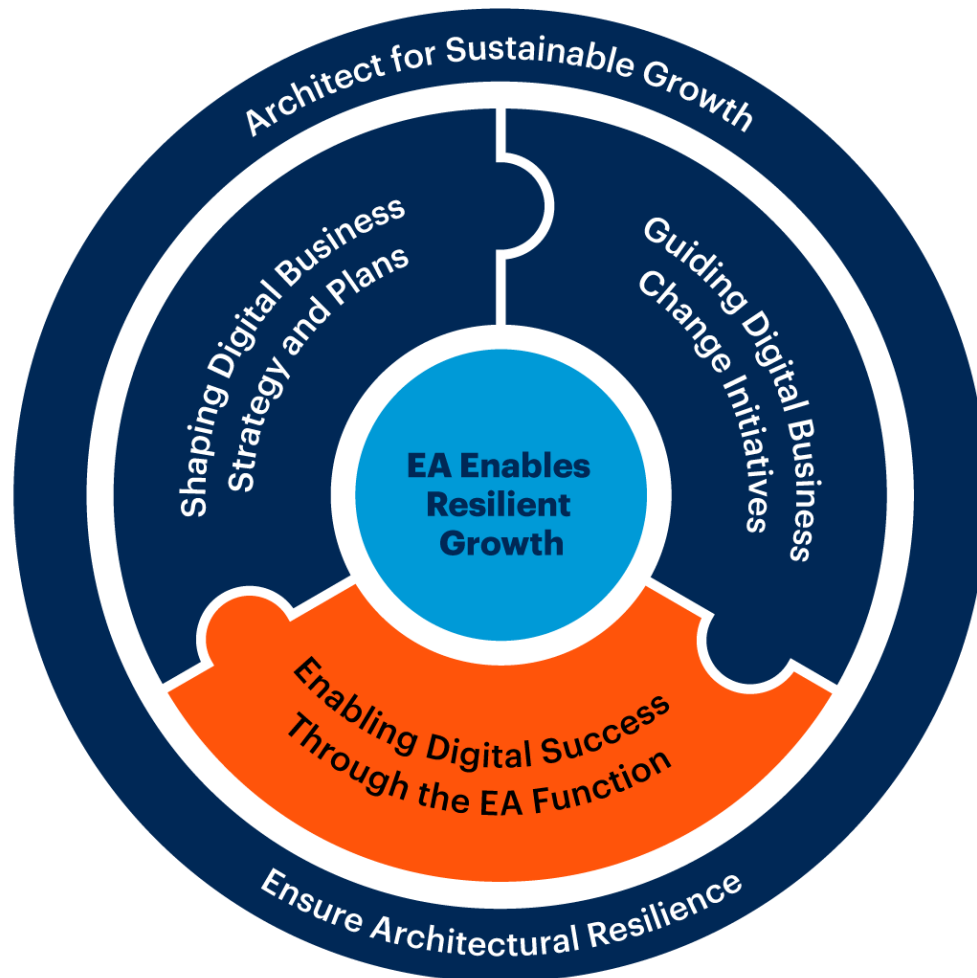 Architect for Sustainable Growth
Shaping Digital Business
Strategy and Plans
Guiding Digital Business
Change Initiatives
EA Enables
Resilient
Growth
Enabling Digital Success
Through the EA Function
Ensure Architectural Resilience